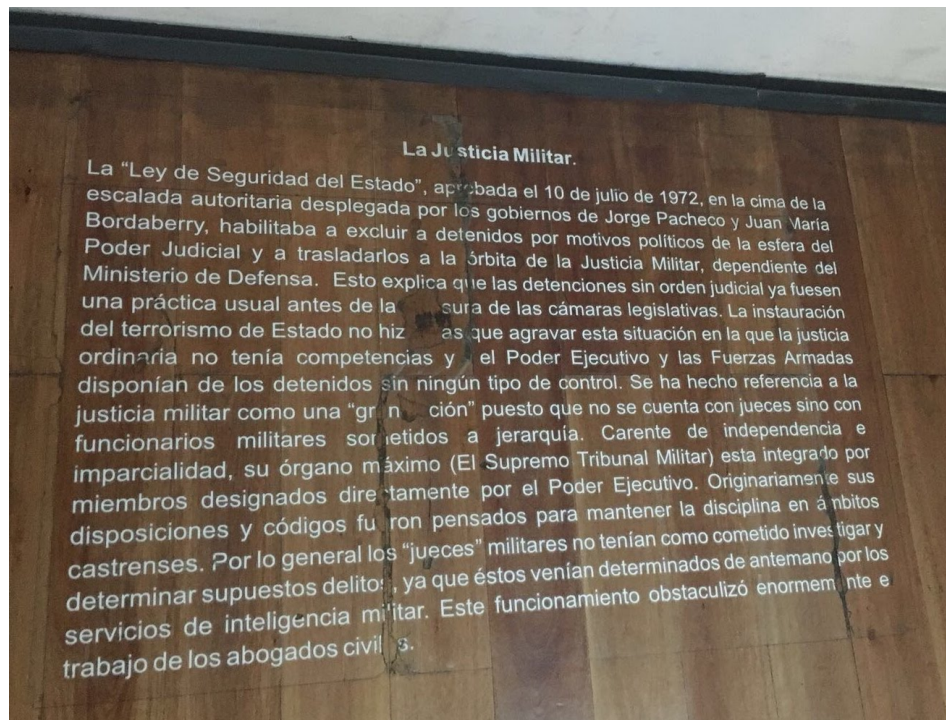 La Justicia Militar.
La “Ley de Seguridad del Estado”, aprobada el 10 de julio de 1972, en la cima de la
escalada autoritaria desplegada por los gobiernos de Jorge Pacheco y Juan María
Bordaberry, habilitaba a excluir a detenidos por motivos políticos de la esfera del
Poder Judicial y a trasladarlos a la órbita de la Justicia Militar, dependiente del
Ministerio de Defensa. Esto explica que las detenciones sin orden judicial ya fuesen
una práctica usual antes de la de las cámaras legislativas. La instauración
del terrorismo de Estado no que agravar esta situación en la que la justicia
ordinaria no tenía competencias y el Poder Ejecutivo y las Fuerzas Armadas
disponían de los detenidos sin ningún tipo de control. Se ha hecho referencia a la
justicia militar como una puesto que no se cuenta con jueces sino con
funcionarios militares sometidos a jerarquía. Carente de independencia e
imparcialidad, su órgano máximo (El Supremo Tribunal Militar) esta integrado por
miembros designados directamente por el Poder Ejecutivo. Originariamente sus
disposiciones y códigos fueron pensados para mantener la disciplina en ámbitos
castrenses. Por lo general los “jueces” militares no tenían como cometido investigar y
determinar supuestos delitos, ya que éstos venían determinados de antemano por los
servicios de inteligencia militar. Este funcionamiento obstaculizó enormemente e
trabajo de los abogados civiles.